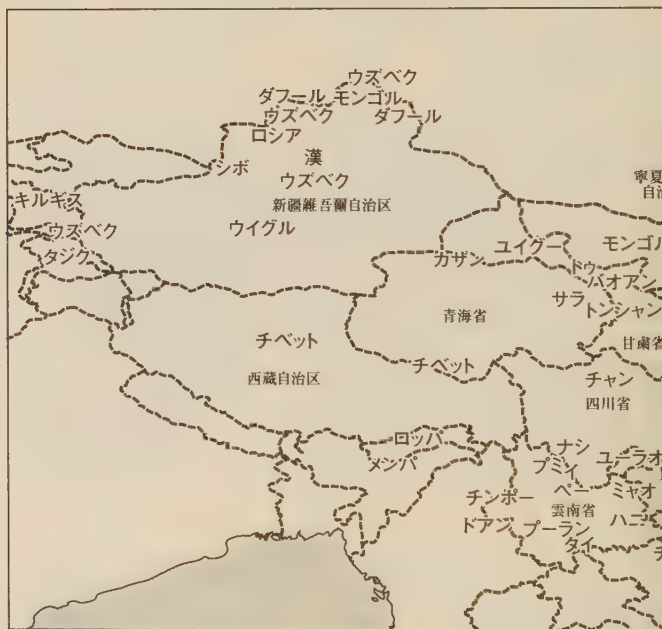 ウズベク
ダフール
モンゴル
ウズベク
ダフール
ロシア
漢
シボ
ウズベク
キルギス
新疆維吾爾自治区
ウズベク
ウイグル
タジク
カザン
ユイグー
モンゴル
ドゥ
バオアン
サラ
トンシャン
青海省
甘粛省
チベット
チベット
西蔵自治区
チャン
四川省
ロッパ
メンパ
ナシ
プミイ
ユーラオ
ペー
ミャオ
チンポー
雲南省
ハニ
ドアン
プーラン
タイ